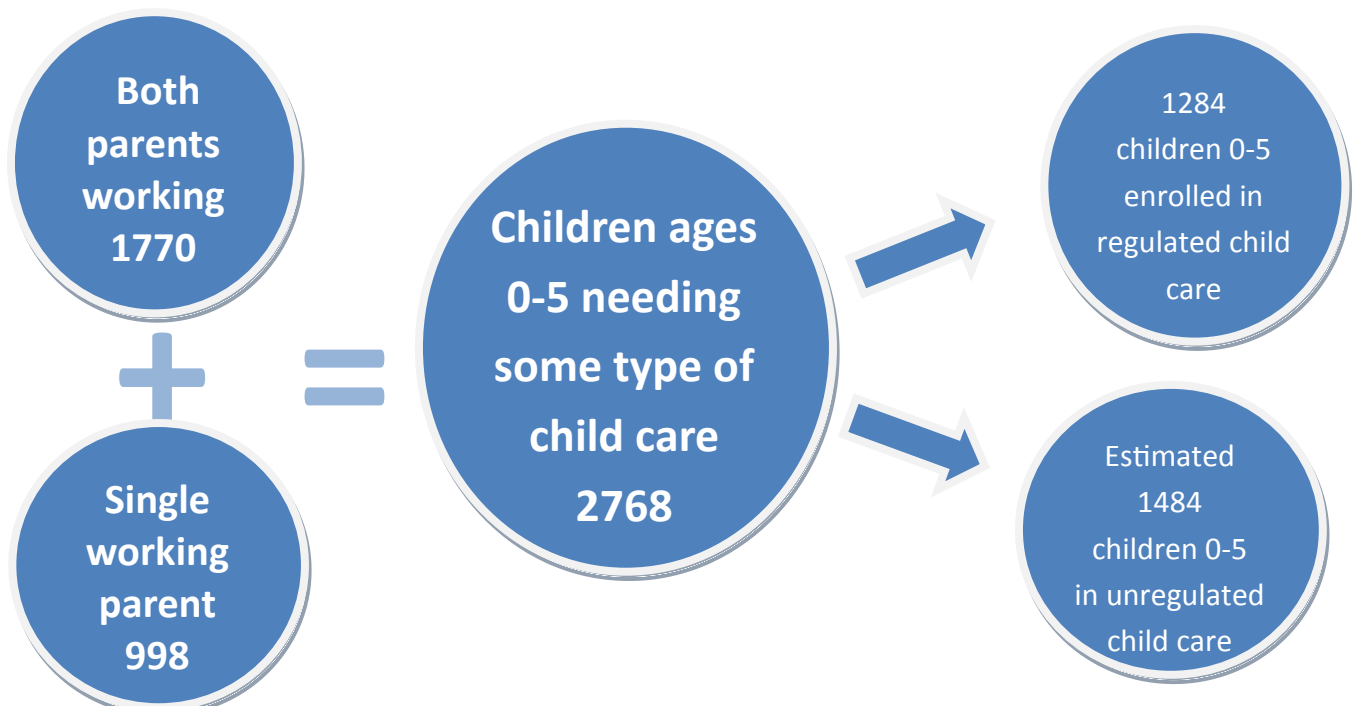 Both
parents
working
1770
Single
working
parent
998
Children ages
0-5 needing
some type of
child care
2768
1284
children 0-5
enrolled in
regulated child
care
Estimated
1484
children 0-5
in unregulated
child care